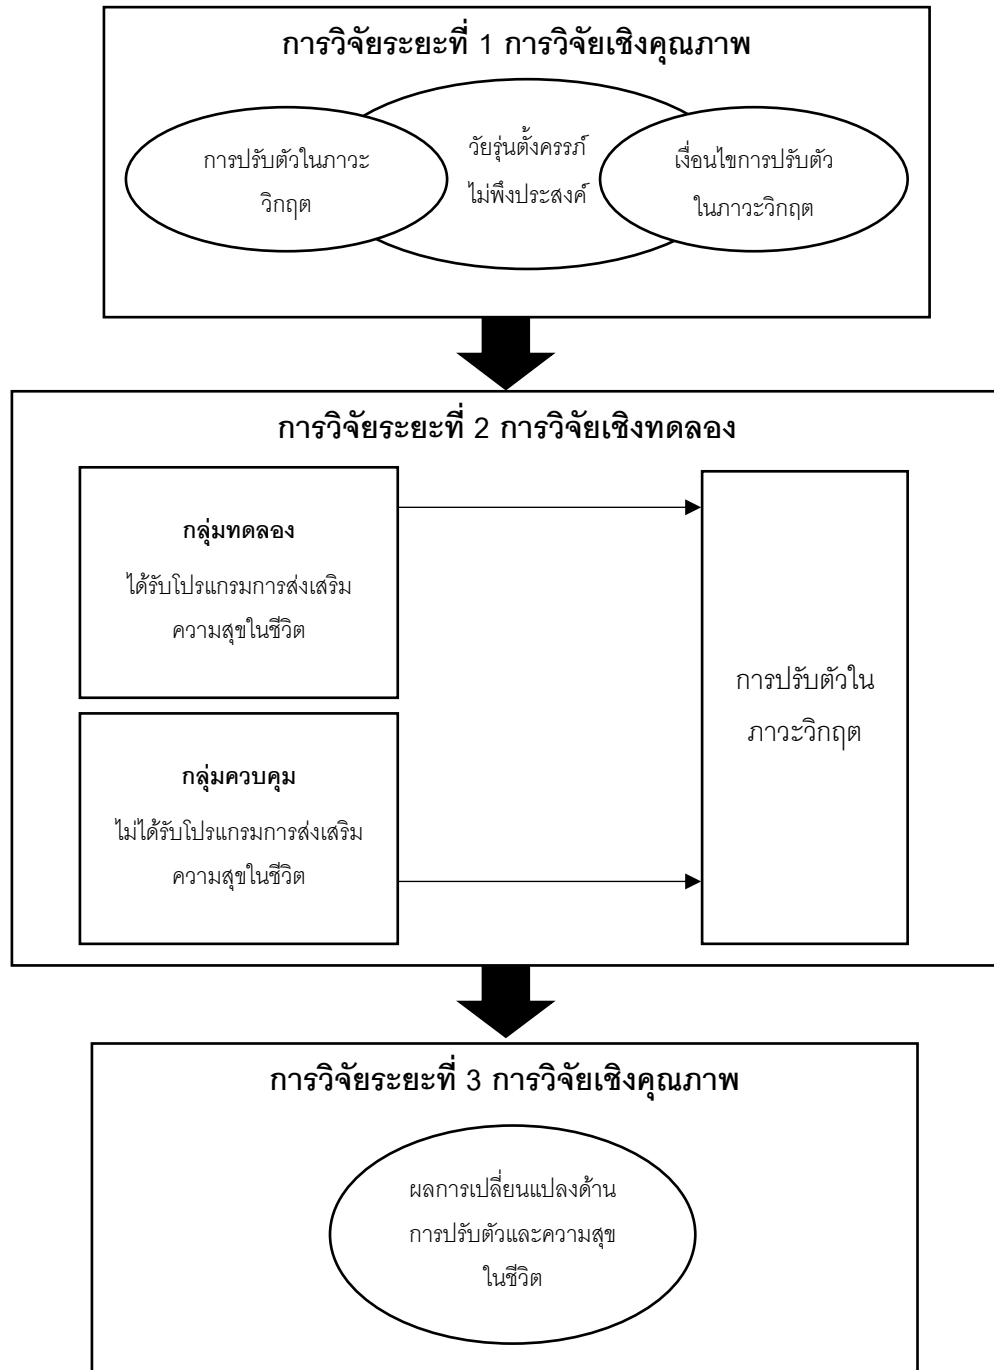 การวิจัยระยะที่ 1 การวิจัยเชิงคุณภาพ
การปรับตัวในภาวะ
วิกฤต
วัยรุ่นตั้งครรภ์
ไม่พึงประสงค์
เงื่อนไขการปรับตัว
ในภาวะวิกฤต
การวิจัยระยะที่ 2 การวิจัยเชิงทดลอง
กลุ่มทดลอง
ได้รับโปรแกรมการส่งเสริม
ความสุขในชีวิต
กลุ่มควบคุม
ไม่ได้รับโปรแกรมการส่งเสริม
ความสุขในชีวิต
การปรับตัวใน
ภาวะวิกฤต
การวิจัยระยะที่ 3 การวิจัยเชิงคุณภาพ
ผลการเปลี่ยนแปลงด้าน
การปรับตัวและความสุข
ในชีวิต